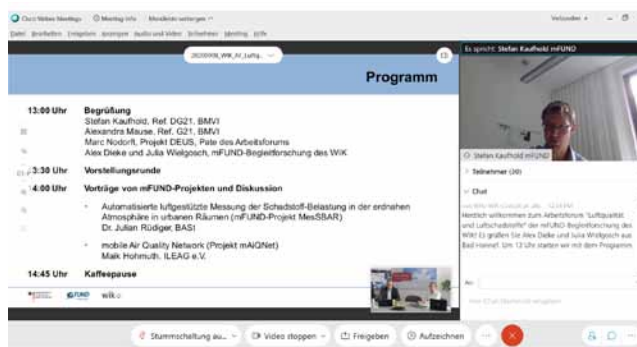 Cisco Webex Meetings
Meeting-Info
Menüleiste verbergen
Verbunden
Datei Bearbeiten Freigeben Anzeigen Audio und Video Teilnehmer Meeting Hilfe
Programm
13:00 Uhr Begrüßung
Stefan Kaufhold, Ref. DG21, BMVI
Alexandra Mause, Ref. G21, BMVI
Marc Nodorft, Projekt DEUS, Pate des Arbeitsforums
Alex Dieke und Julia Wielgosch, mFUND-Begleitforschung des WIK
3:30 Uhr Vorstellungsrunde
4:00 Uhr Vorträge von mFUND-Projekten und Diskussion
Automatisierte luftgestützte Messung der Schadstoff-Belastung in der erdnahen
Atmosphäre in urbanen Räumen (mFUND-Projekt MesSBAR)
Dr. Julian Rüdiger, BASt
mobile Air Quality Network (Projekt mAIQNet)
Maik Hohmuth, ILEAG e.V.
14:45 Uhr Kaffeepause
FUND
wik
Es spricht: Stefan Kaufhold mFUND
Stefan Kaufhold mFUND
Teilnehmer (30)
Chat
Herzlich willkommen zum Arbeitsforum "Luftqualität
und Luftschadstoffe" der mFUND-Begleitforschung des
WIK! Es grüßen Sie Alex Dieke und Julia Wielgosch aus
Bad Honnef. Um 13 Uhr starten wir mit dem Programm.
An:
Stummschaltung au...
Video stoppen
Freigeben
Aufzeichnen